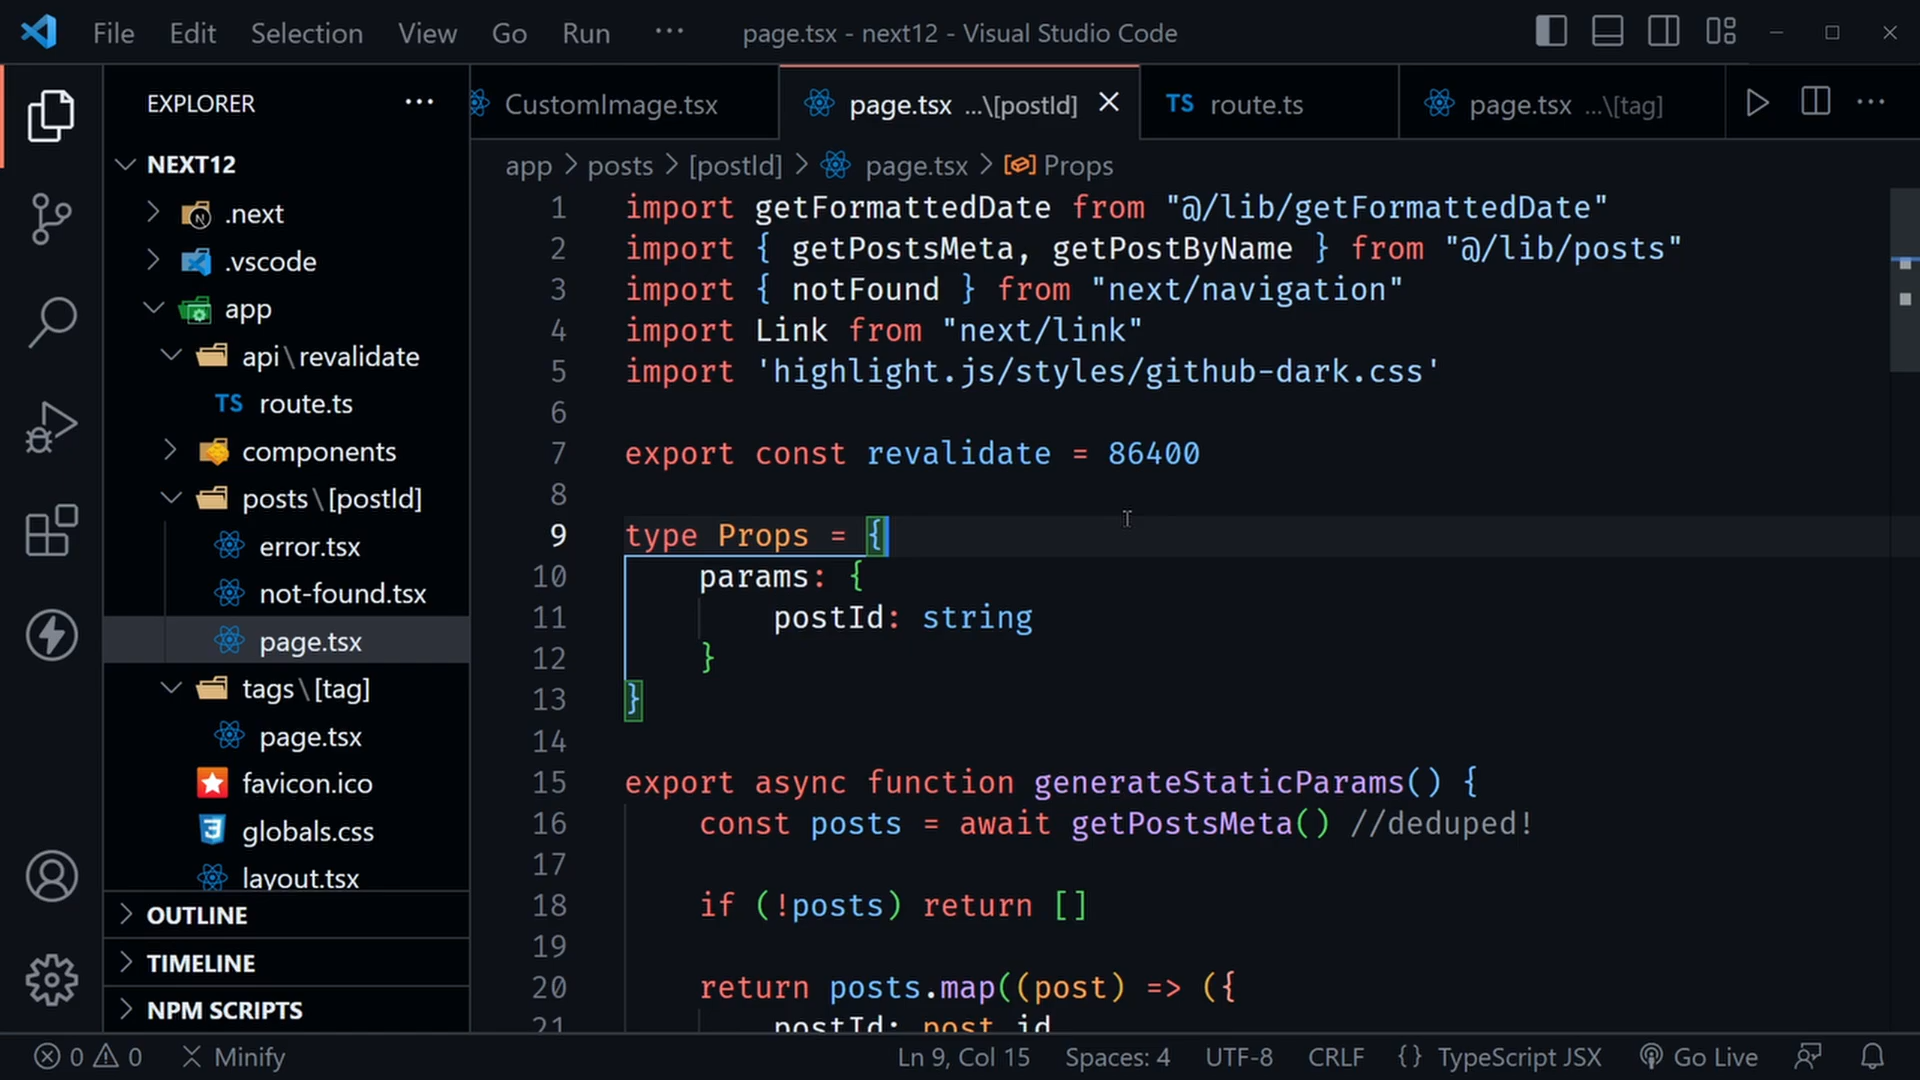 File Edit Selection View Go Run ··· page.tsx - next12 - Visual Studio Code
EXPLORER ···
NEXT12
.next
.vscode
app
api\revalidate
TS route.ts
components
posts\[postId]
error.tsx
not-found.tsx
page.tsx
tags\[tag]
page.tsx
favicon.ico
globals.css
layout.tsx
OUTLINE
TIMELINE
NPM SCRIPTS
CustomImage.tsx page.tsx ...\[postId] TS route.ts page.tsx ...\[tag] ···
app > posts > [postId] > page.tsx > Props
1 import getFormattedDate from "@/lib/getFormattedDate"
2 import { getPostsMeta, getPostByName } from "@/lib/posts"
3 import { notFound } from "next/navigation"
4 import Link from "next/link"
5 import 'highlight.js/styles/github-dark.css'
6
7 export const revalidate = 86400
8
9 type Props = {
10 params: {
11 postId: string
12 }
13 }
14
15 export async function generateStaticParams() {
16 const posts = await getPostsMeta() //deduped!
17
18 if (!posts) return []
19
20 return posts.map((post) => ({
21 postId: post.id
0 0 Minify Ln 9, Col 15 Spaces: 4 UTF-8 CRLF {} TypeScript JSX Go Live